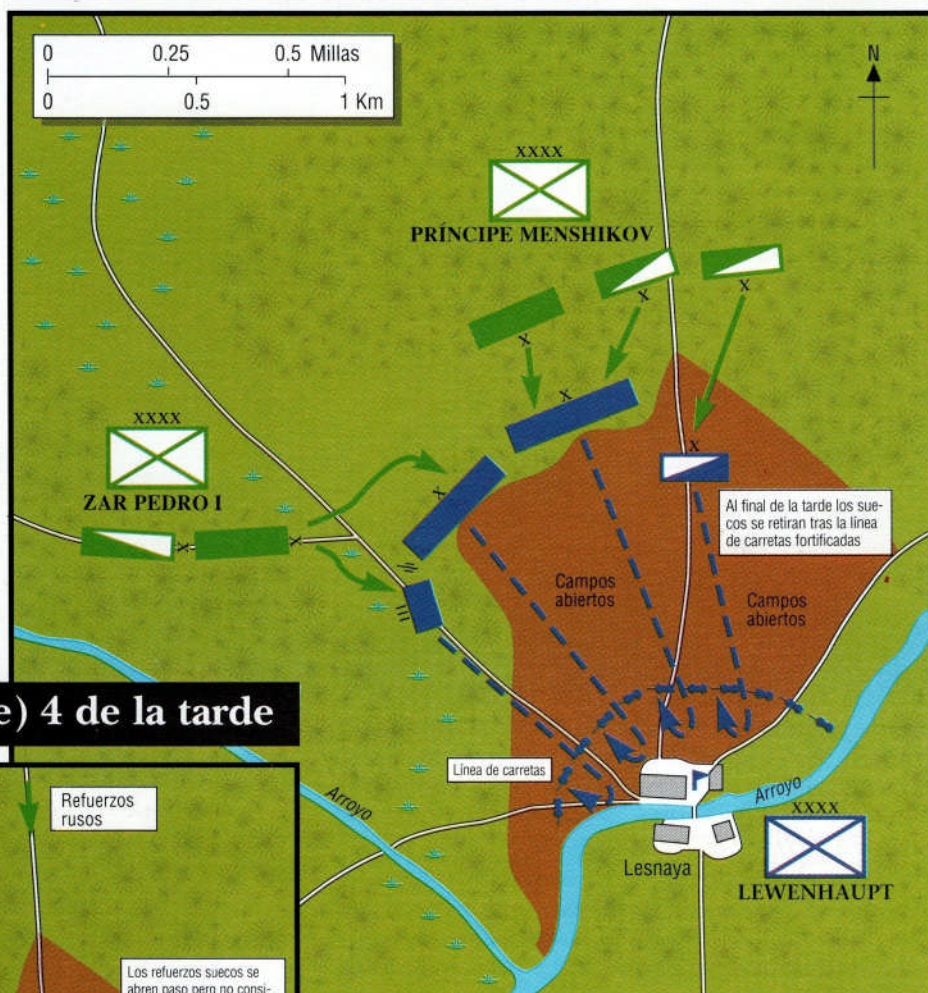 0 0.25 0.5 Millas
0 0.5 1 Km
N
XXXX
PRÍNCIPE MENSHIKOV
x
x
x
x
XXXX
ZAR PEDRO I
x
x
x
x
Al final de la tarde los sue-
cos se retiran tras la línea
de carretas fortificadas
Campos
abiertos
Campos
abiertos
e) 4 de la tarde
Línea de carretas
Refuerzos
rusos
Arroyo
Arroyo
XXXX
Lesnaya
LEWENHAUPT
Los refuerzos suecos se
abren paso pero no consi-